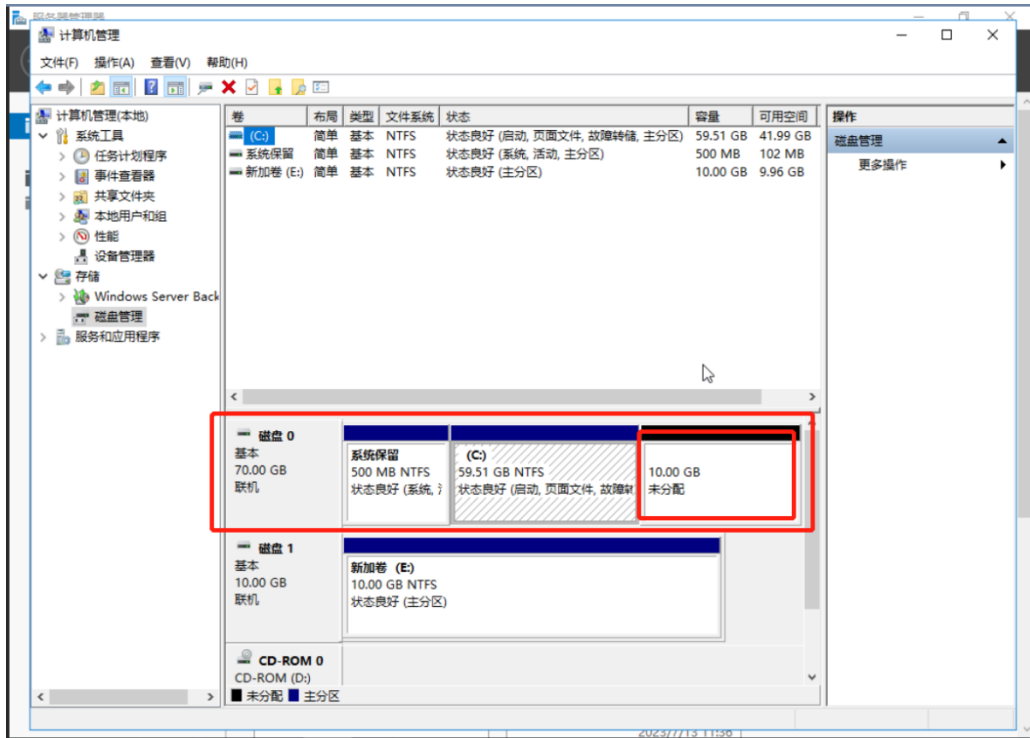 服务器管理器
计算机管理
文件(F) 操作(A) 查看(V) 帮助(H)
计算机管理(本地)
系统工具
任务计划程序
事件查看器
共享文件夹
本地用户和组
性能
设备管理器
存储
Windows Server Back
磁盘管理
服务和应用程序
卷 布局 类型 文件系统 状态 容量 可用空间
(C:) 简单 基本 NTFS 状态良好 (启动, 页面文件, 故障转储, 主分区) 59.51 GB 41.99 GB
系统保留 简单 基本 NTFS 状态良好 (系统, 活动, 主分区) 500 MB 102 MB
新加卷 (E:) 简单 基本 NTFS 状态良好 (主分区) 10.00 GB 9.96 GB
操作
磁盘管理
更多操作
磁盘 0
基本
70.00 GB
联机
系统保留
500 MB NTFS
状态良好 (系统,
(C:)
59.51 GB NTFS
状态良好 (启动, 页面文件, 故障转
10.00 GB
未分配
磁盘 1
基本
10.00 GB
联机
新加卷 (E:)
10.00 GB NTFS
状态良好 (主分区)
CD-ROM 0
CD-ROM (D:)
未分配 主分区
2023/7/13 11:36